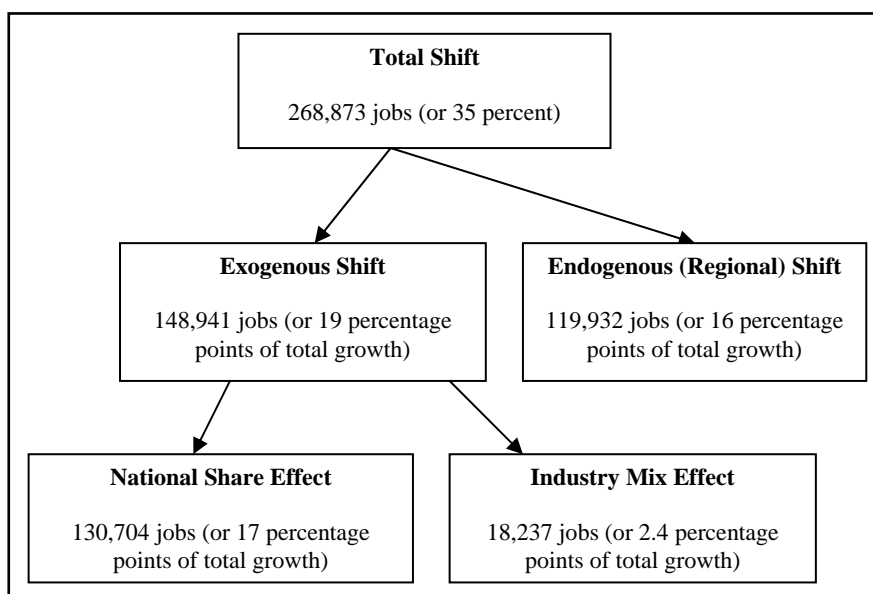 Total Shift
268,873 jobs (or 35 percent)
Exogenous Shift
148,941 jobs (or 19 percentage
points of total growth)
Endogenous (Regional) Shift
119,932 jobs (or 16 percentage
points of total growth)
National Share Effect
130,704 jobs (or 17 percentage
points of total growth)
Industry Mix Effect
18,237 jobs (or 2.4 percentage
points of total growth)